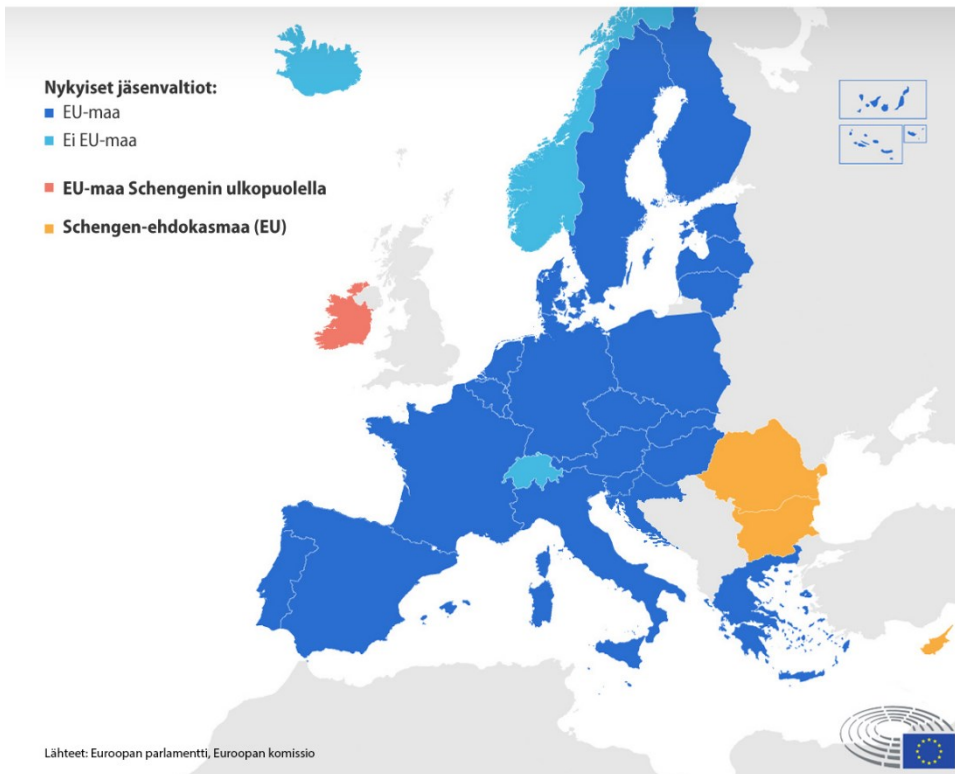 Nykyiset jäsenvaltiot:
EU-maa
Ei EU-maa
EU-maa Schengenin ulkopuolella
Schengen-ehdokasmaa (EU)
Lähteet: Euroopan parlamentti, Euroopan komissio